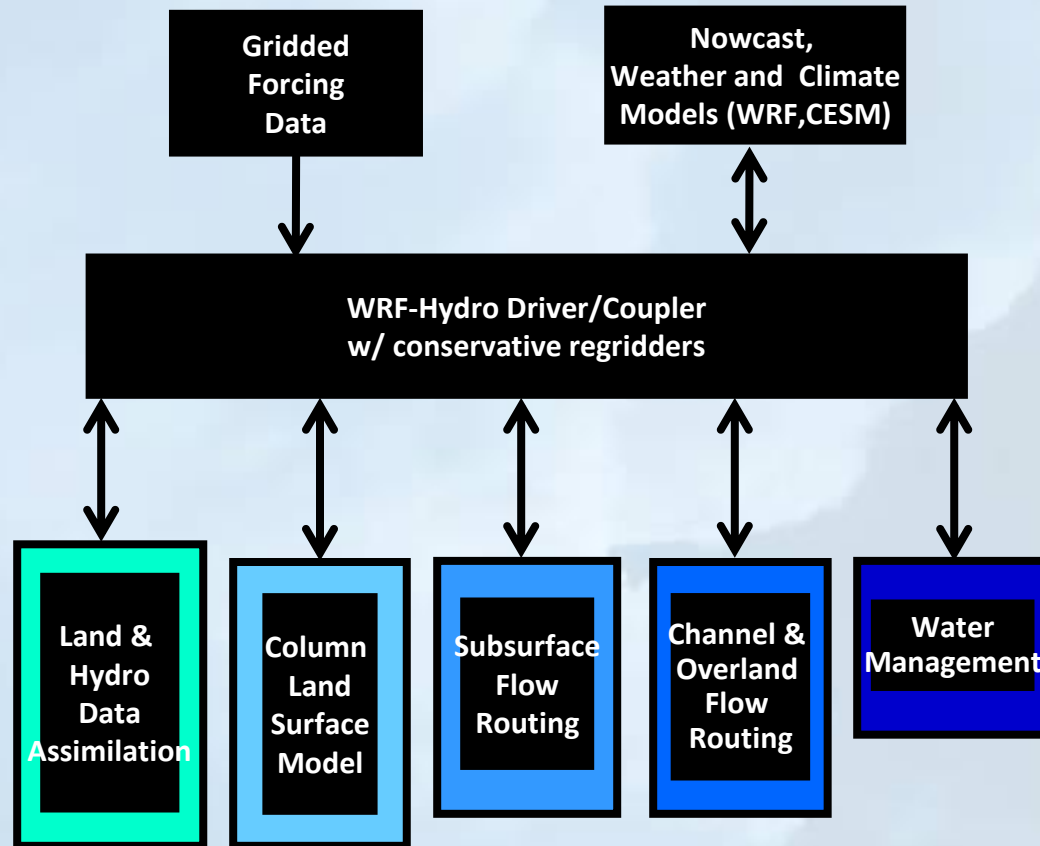 Gridded
Forcing
Data
Nowcast,
Weather and Climate
Models (WRF,CESM)
WRF-Hydro Driver/Coupler
w/ conservative regridders
Land &
Hydro
Data
Assimilation
Column
Land
Surface
Model
Subsurface
Flow
Routing
Channel &
Overland
Flow
Routing
Water
Management